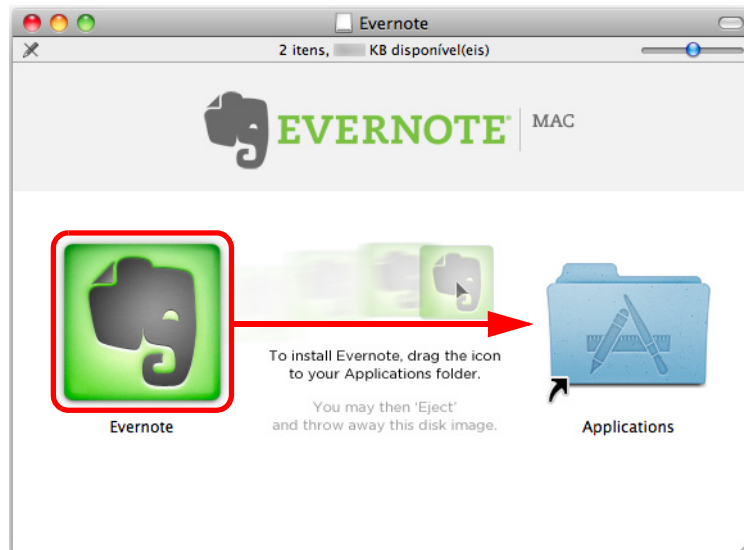 Evernote
2 itens, KB disponível(eis)
EVERNOTE® MAC
To install Evernote, drag the icon
to your Applications folder.
You may then ‘Eject’
and throw away this disk image.
Evernote
Applications